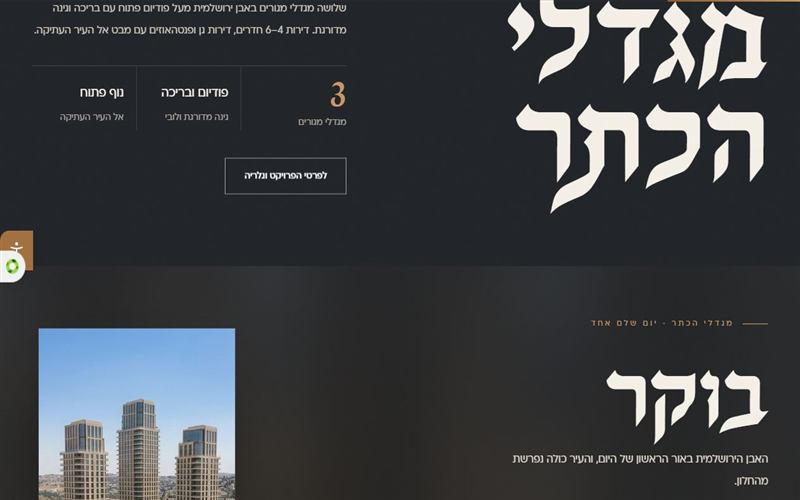 מגדלי
הכתר
שלושה מגדלי מגורים באבן ירושלמית מעל פודיום פתוח עם בריכה וגינה
מדורגת. דירות 4–6 חדרים, דירות גן ופנטהאוזים עם מבט אל העיר העתיקה.
3
מגדלי מגורים
פודיום ובריכה
גינה מדורגת ולובי
נוף פתוח
אל העיר העתיקה
לפרטי הפרויקט וגלריה
מגדלי הכתר · יום שלם אחד
בוקר
האבן הירושלמית באור הראשון של היום, והעיר כולה נפרשת
מהחלון.